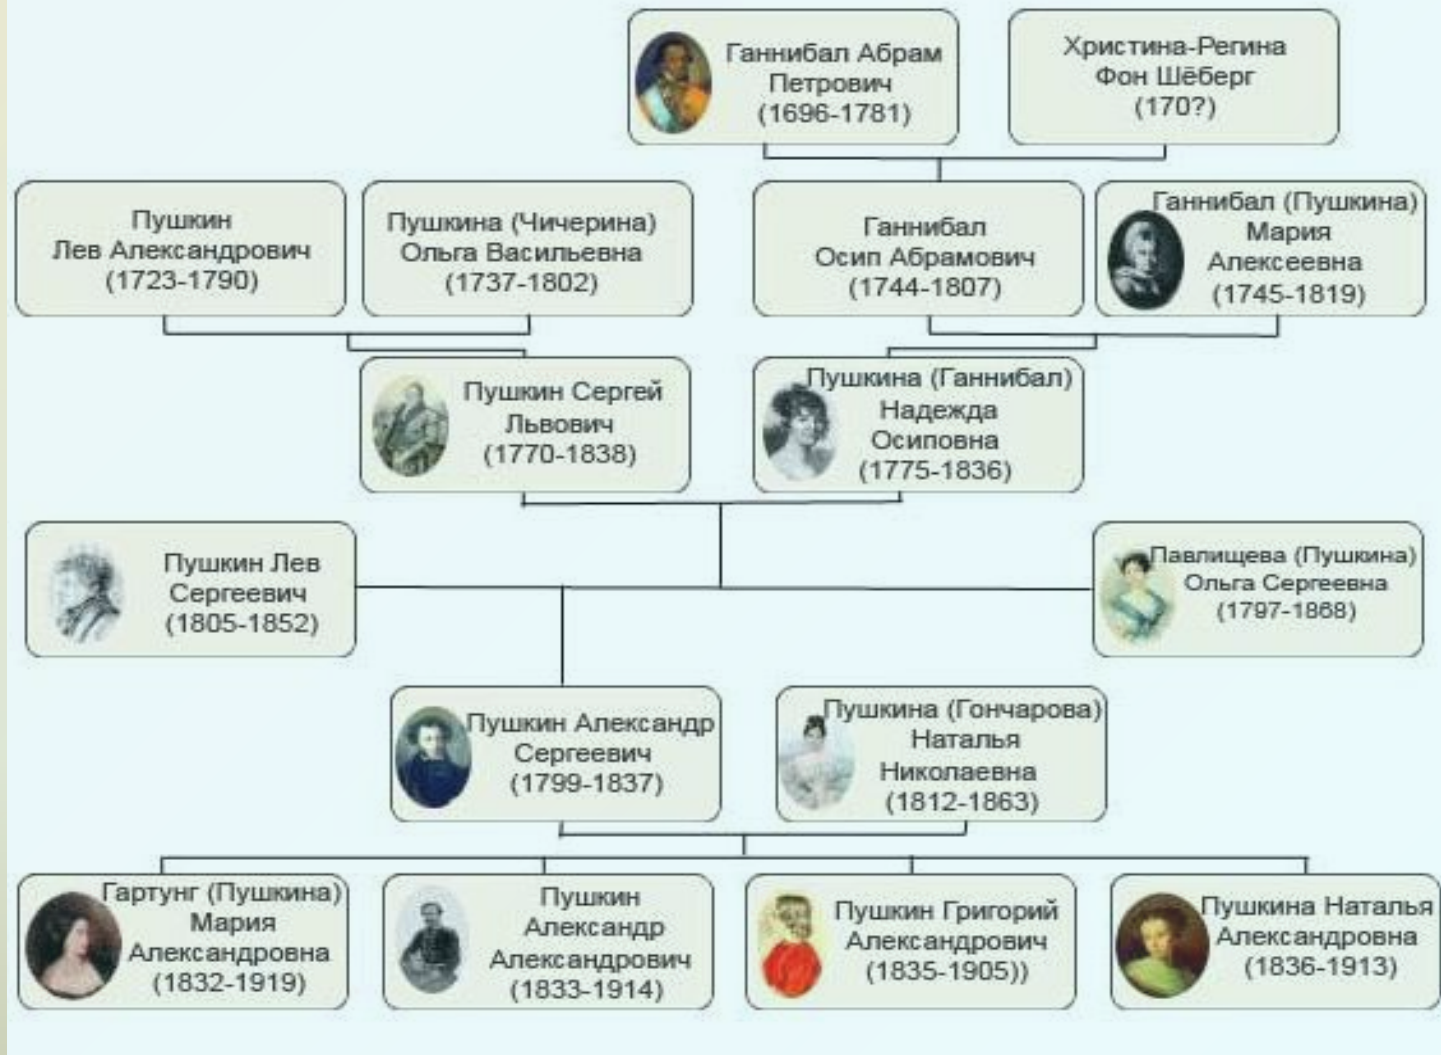 Ганнибал Абрам
Петрович
(1696-1781)
Христина-Регина
Фон Шёберг
(170?)
Пушкин
Лев Александрович
(1723-1790)
Пушкина (Чичерина)
Ольга Васильевна
(1737-1802)
Ганнибал
Осип Абрамович
(1744-1807)
Ганнибал (Пушкина)
Мария
Алексеевна
(1745-1819)
Пушкин Сергей
Львович
(1770-1838)
Пушкина (Ганнибал)
Надежда
Осиповна
(1775-1836)
Пушкин Лев
Сергеевич
(1805-1852)
Павлищева (Пушкина)
Ольга Сергеевна
(1797-1868)
Пушкин Александр
Сергеевич
(1799-1837)
Пушкина (Гончарова)
Наталья
Николаевна
(1812-1863)
Гартунг (Пушкина)
Мария
Александровна
(1832-1919)
Пушкин
Александр
Александрович
(1833-1914)
Пушкин Григорий
Александрович
(1835-1905))
Пушкина Наталья
Александровна
(1836-1913)